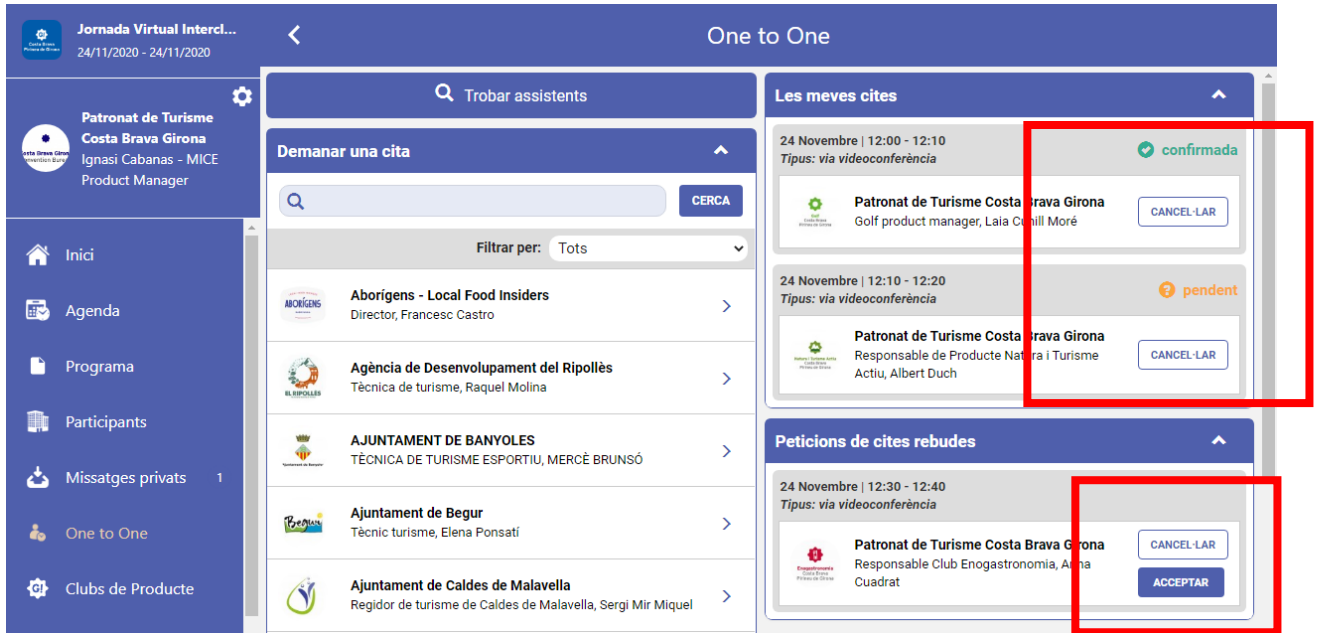 Jornada Virtual Intercl...
24/11/2020 - 24/11/2020
Patronat de Turisme
Costa Brava Girona
Ignasi Cabanas - MICE
Product Manager
Inici
Agenda
Programa
Participants
Missatges privats 1
One to One
Clubs de Producte
One to One
Trobar assistents
Demanar una cita
CERCA
Filtrar per: Tots
ABORÍGENS
Aborígens - Local Food Insiders
Director, Francesc Castro
EL RIPOLLÈS
Agència de Desenvolupament del Ripollès
Tècnica de turisme, Raquel Molina
AJUNTAMENT DE BANYOLES
TÈCNICA DE TURISME ESPORTIU, MERCÈ BRUNSÓ
Begur
Ajuntament de Begur
Tècnic turisme, Elena Ponsatí
Ajuntament de Caldes de Malavella
Regidor de turisme de Caldes de Malavella, Sergi Mir Miquel
Les meves cites
24 Novembre | 12:00 - 12:10
Tipus: via videoconferència
confirmada
Patronat de Turisme Costa Brava Girona
Golf product manager, Laia Cunill Moré
CANCEL·LAR
24 Novembre | 12:10 - 12:20
Tipus: via videoconferència
pendent
Patronat de Turisme Costa Brava Girona
Responsable de Producte Natura i Turisme
Actiu, Albert Duch
CANCEL·LAR
Peticions de cites rebudes
24 Novembre | 12:30 - 12:40
Tipus: via videoconferència
Patronat de Turisme Costa Brava Girona
Responsable Club Enogastronomia, Anna
Cuadrat
CANCEL·LAR
ACCEPTAR